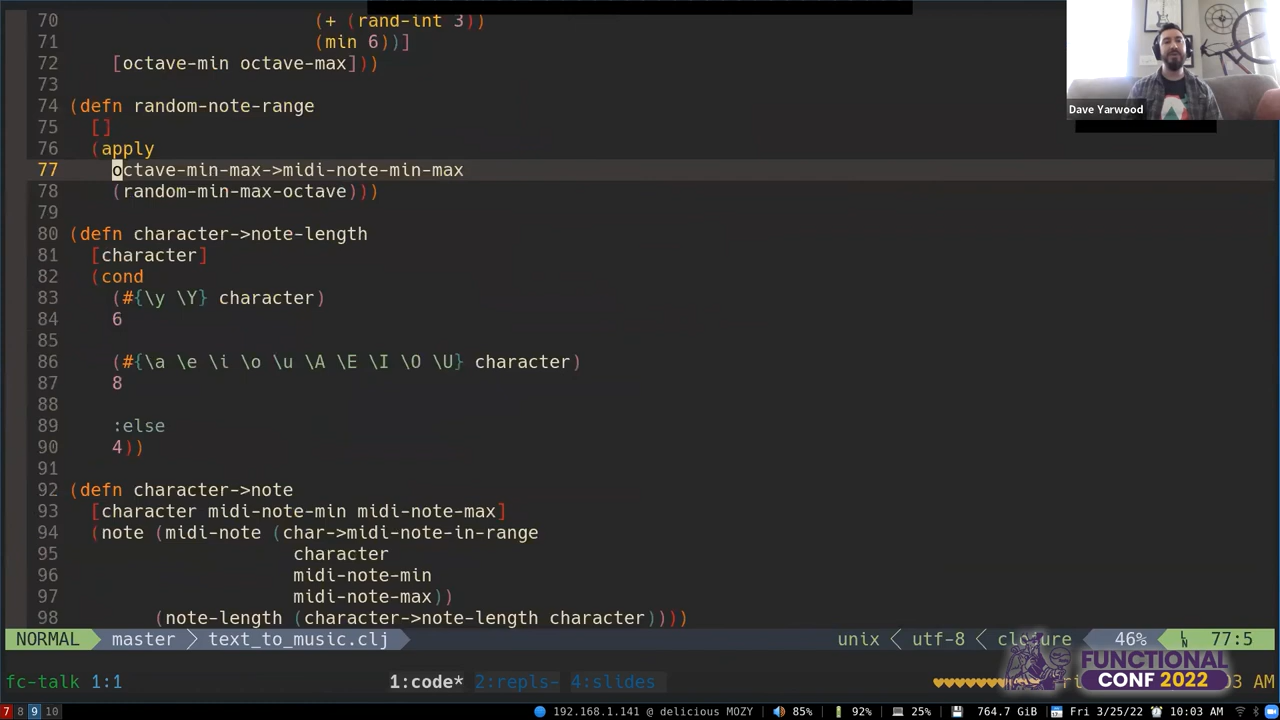 70 (+ (rand-int 3))
71 (min 6))]
72 [octave-min octave-max]))
73
74 (defn random-note-range
75 []
76 (apply
77 octave-min-max->midi-note-min-max
78 (random-min-max-octave)))
79
80 (defn character->note-length
81 [character]
82 (cond
83 (#{\y \Y} character)
84 6
85
86 (#{\a \e \i \o \u \A \E \I \O \U} character)
87 8
88
89 :else
90 4))
91
92 (defn character->note
93 [character midi-note-min midi-note-max]
94 (note (midi-note (char->midi-note-in-range
95 character
96 midi-note-min
97 midi-note-max))
98 (note-length (character->note-length character))))
Dave Yarwood
NORMAL master text_to_music.clj unix < utf-8 < clojure 46% 77:5
fc-talk 1:1 1:code* 2:repls- 4:slides AM
FUNCTIONAL
CONF 2022
7 8 9 10 192.168.1.141 @ delicious MOZY 85% 92% 25% 764.7 GiB Fri 3/25/22 10:03 AM